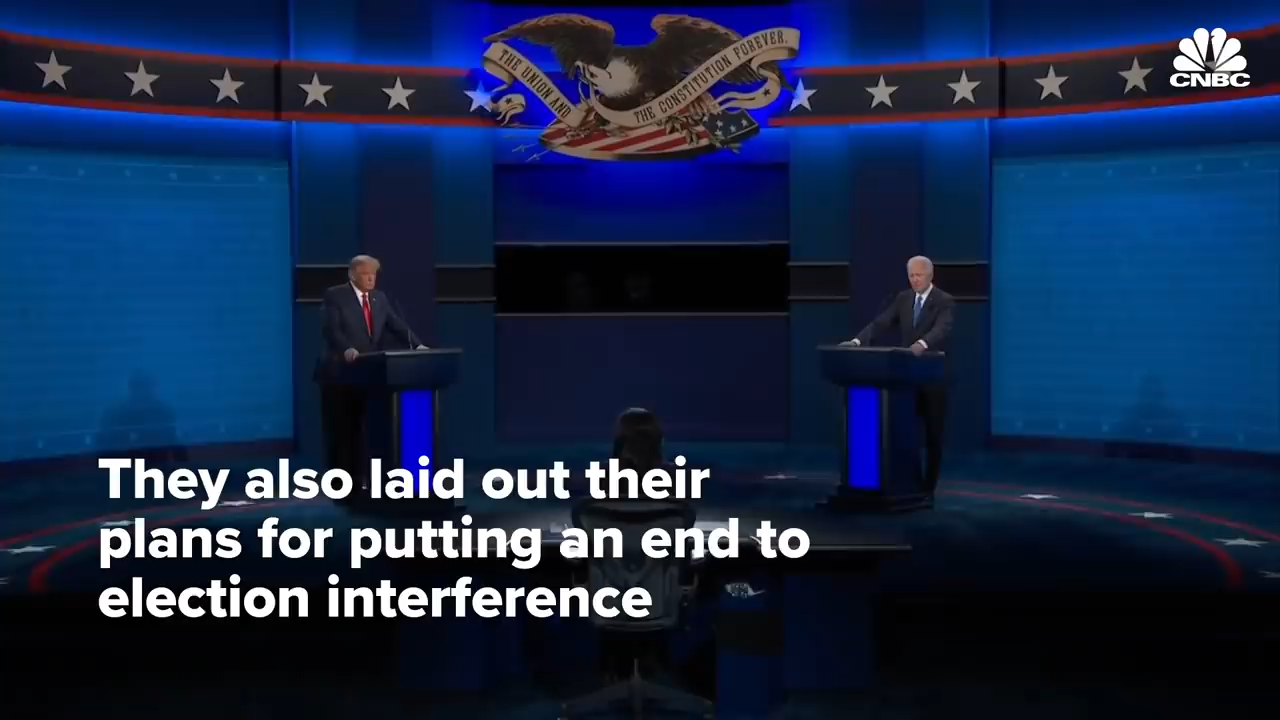 THE UNION AND
THE CONSTITUTION FOREVER.
CNBC
They also laid out their
plans for putting an end to
election interference